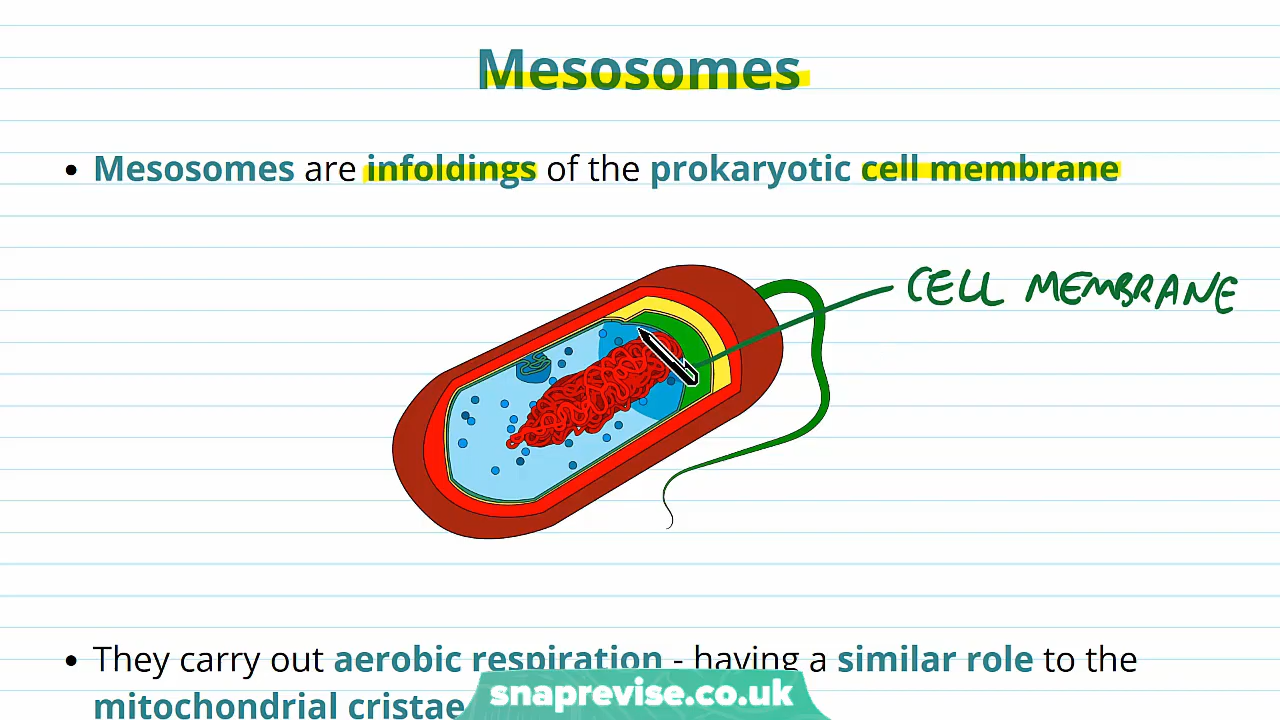 Mesosomes
• Mesosomes are infoldings of the prokaryotic cell membrane
CELL MEMBRANE
• They carry out aerobic respiration - having a similar role to the
mitochondrial cristae
snaprevise.co.uk